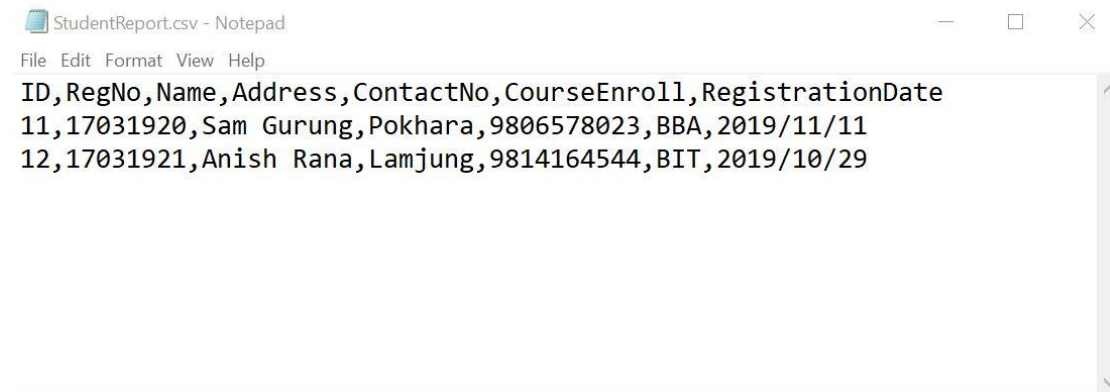 StudentReport.csv - Notepad
File Edit Format View Help
ID,RegNo,Name,Address,ContactNo,CourseEnroll,RegistrationDate
11,17031920,Sam Gurung,Pokhara,9806578023,BBA,2019/11/11
12,17031921,Anish Rana,Lamjung,9814164544,BIT,2019/10/29